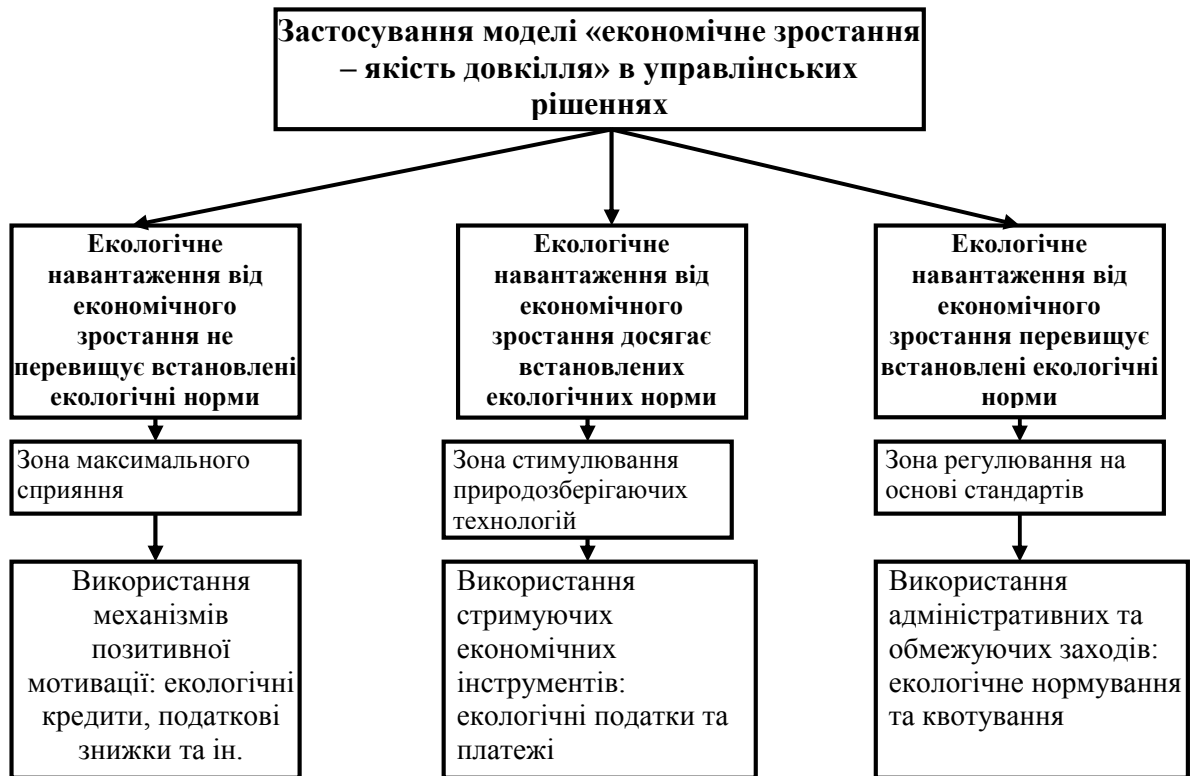 Застосування моделі «економічне зростання
– якість довкілля» в управлінських
рішеннях
Екологічне
навантаження від
економічного
зростання не
перевищує встановлені
екологічні норми
Екологічне
навантаження від
економічного
зростання досягає
встановлених
екологічних норми
Екологічне
навантаження від
економічного
зростання перевищує
встановлені екологічні
норми
Зона максимального
сприяння
Зона стимулювання
природозберігаючих
технологій
Зона регулювання на
основі стандартів
Використання
механізмів
позитивної
мотивації: екологічні
кредити, податкові
знижки та ін.
Використання
стримуючих
економічних
інструментів:
екологічні податки та
платежі
Використання
адміністративних та
обмежуючих заходів:
екологічне нормування
та квотування